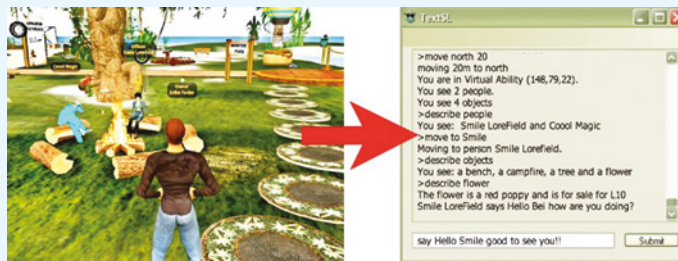 Coool Magic
TextSL
>move north 20
moving 20m to north
You are in Virtual Ability (148,79,22).
You see 2 people.
You see 4 objects
>describe people
You see: Smile LoreField and Coool Magic
>move to Smile
Moving to person Smile Lorefield.
>describe objects
You see: a bench, a campfire, a tree and a flower
>describe flower
The flower is a red poppy and is for sale for L10
Smile LoreField says Hello Bei how are you doing?
say Hello Smile good to see you!!
Submit